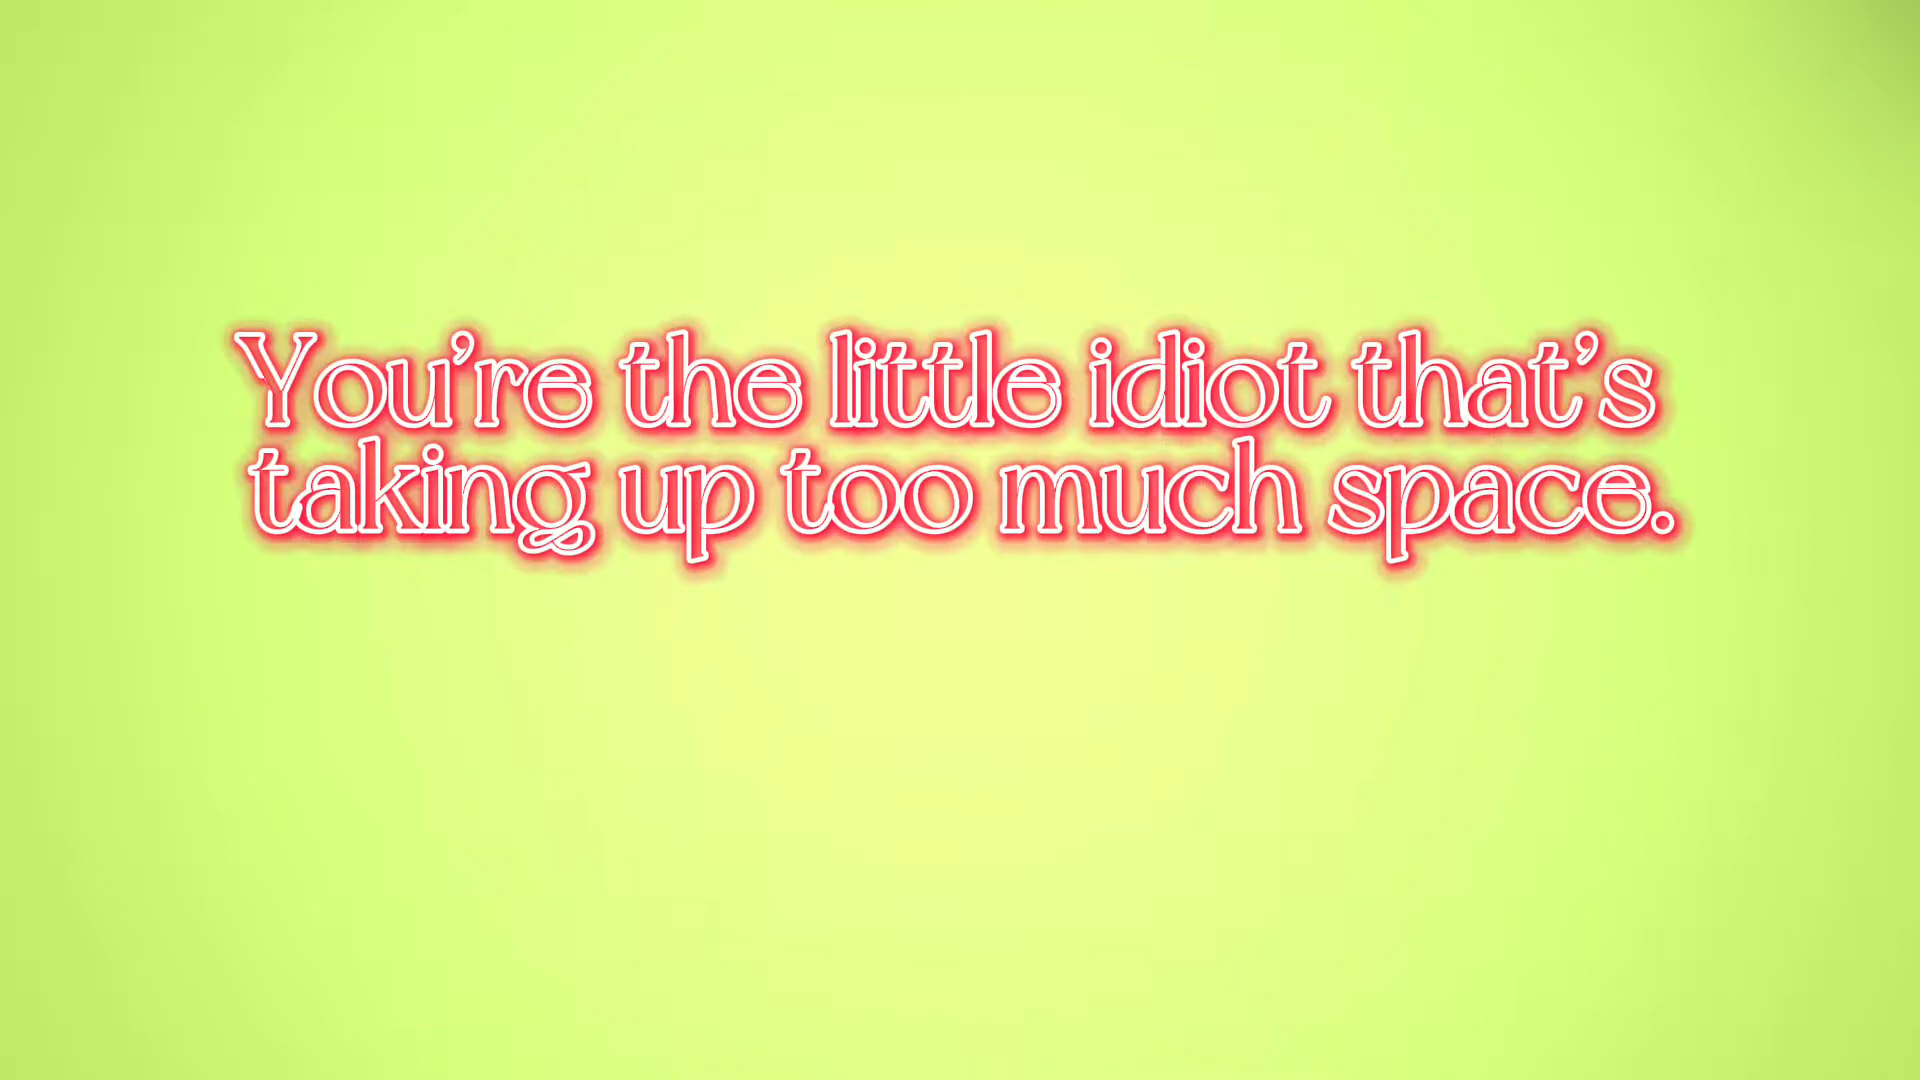 You’re the little idiot that’s
taking up too much space.